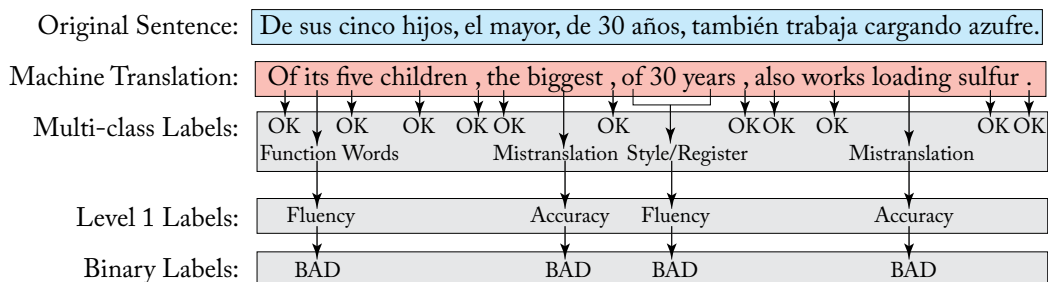 Original Sentence: De sus cinco hijos, el mayor, de 30 años, también trabaja cargando azufre.
Machine Translation: Of its five children , the biggest , of 30 years , also works loading sulfur .
Multi-class Labels: OK OK OK OK OK OK OK OK OK OK OK
Function Words Mistranslation Style/Register Mistranslation
Level 1 Labels: Fluency Accuracy Fluency Accuracy
Binary Labels: BAD BAD BAD BAD